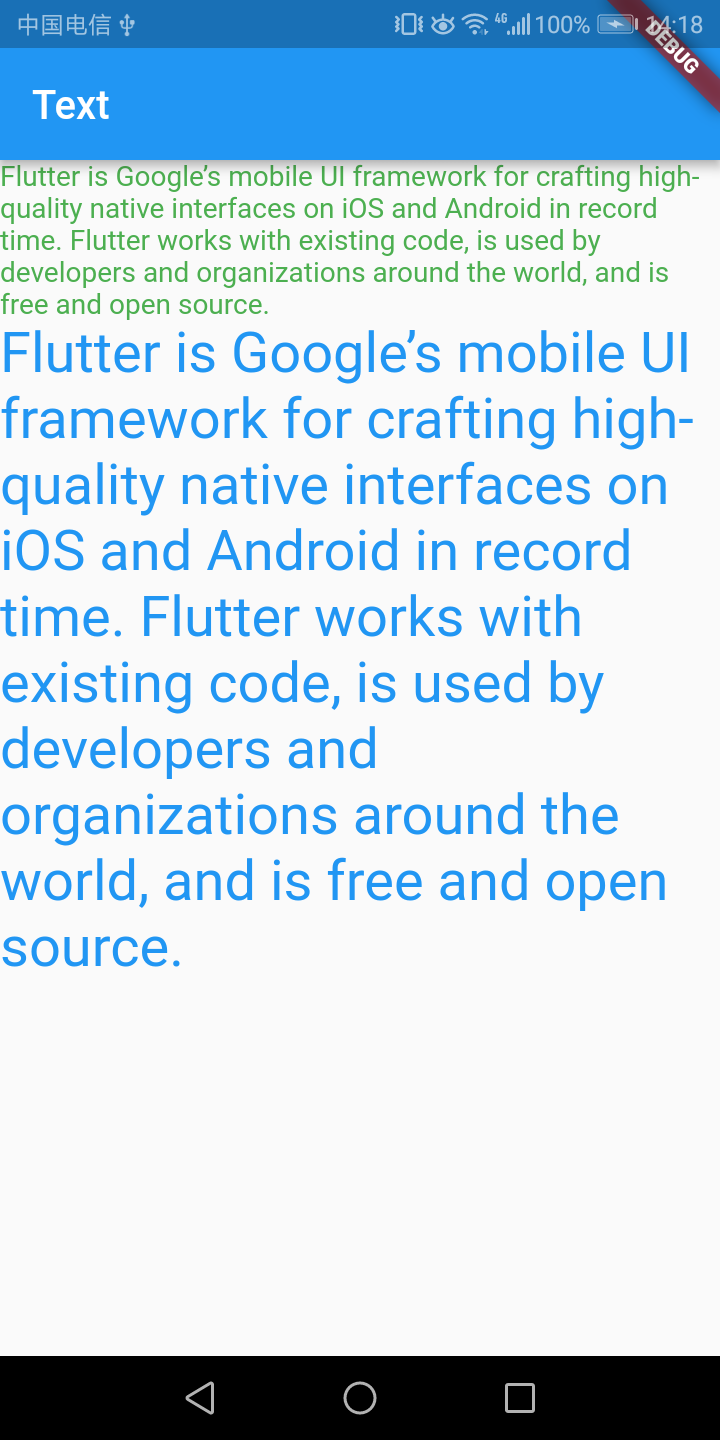 中国电信 4G 100% 14:18
DEBUG
Text
Flutter is Google’s mobile UI framework for crafting high-
quality native interfaces on iOS and Android in record
time. Flutter works with existing code, is used by
developers and organizations around the world, and is
free and open source.
Flutter is Google’s mobile UI
framework for crafting high-
quality native interfaces on
iOS and Android in record
time. Flutter works with
existing code, is used by
developers and
organizations around the
world, and is free and open
source.